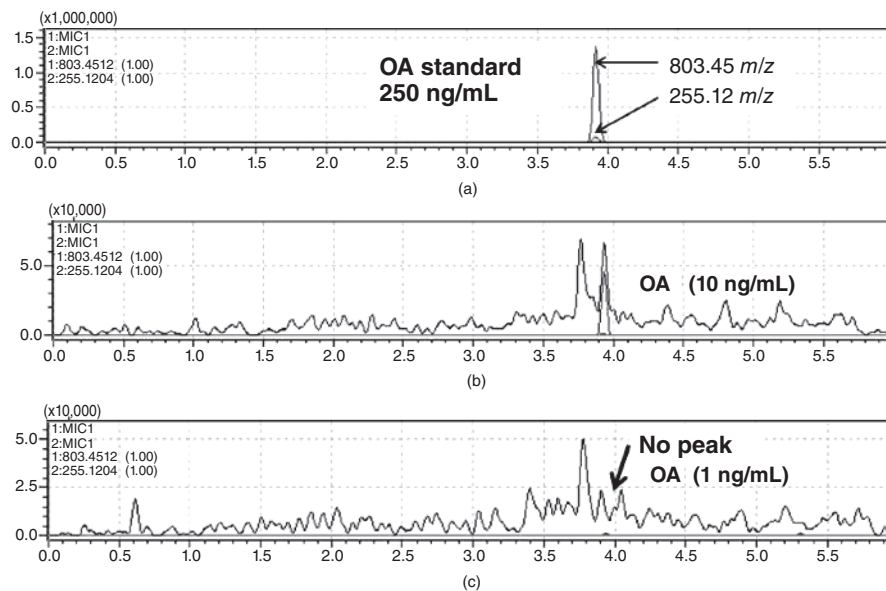 (x1,000,000)
1.5
1.0
0.5
0.0
1:MIC1
2:MIC1
1:803.4512 (1.00)
2:255.1204 (1.00)
OA standard
250 ng/mL
803.45 m/z
255.12 m/z
0.0 0.5 1.0 1.5 2.0 2.5 3.0 3.5 4.0 4.5 5.0 5.5
(a)
(x10,000)
5.0
0.0
1:MIC1
2:MIC1
1:803.4512 (1.00)
2:255.1204 (1.00)
OA (10 ng/mL)
0.0 0.5 1.0 1.5 2.0 2.5 3.0 3.5 4.0 4.5 5.0 5.5
(b)
(x10,000)
5.0
2.5
0.0
1:MIC1
2:MIC1
1:803.4512 (1.00)
2:255.1204 (1.00)
No peak
OA (1 ng/mL)
0.0 0.5 1.0 1.5 2.0 2.5 3.0 3.5 4.0 4.5 5.0 5.5
(c)